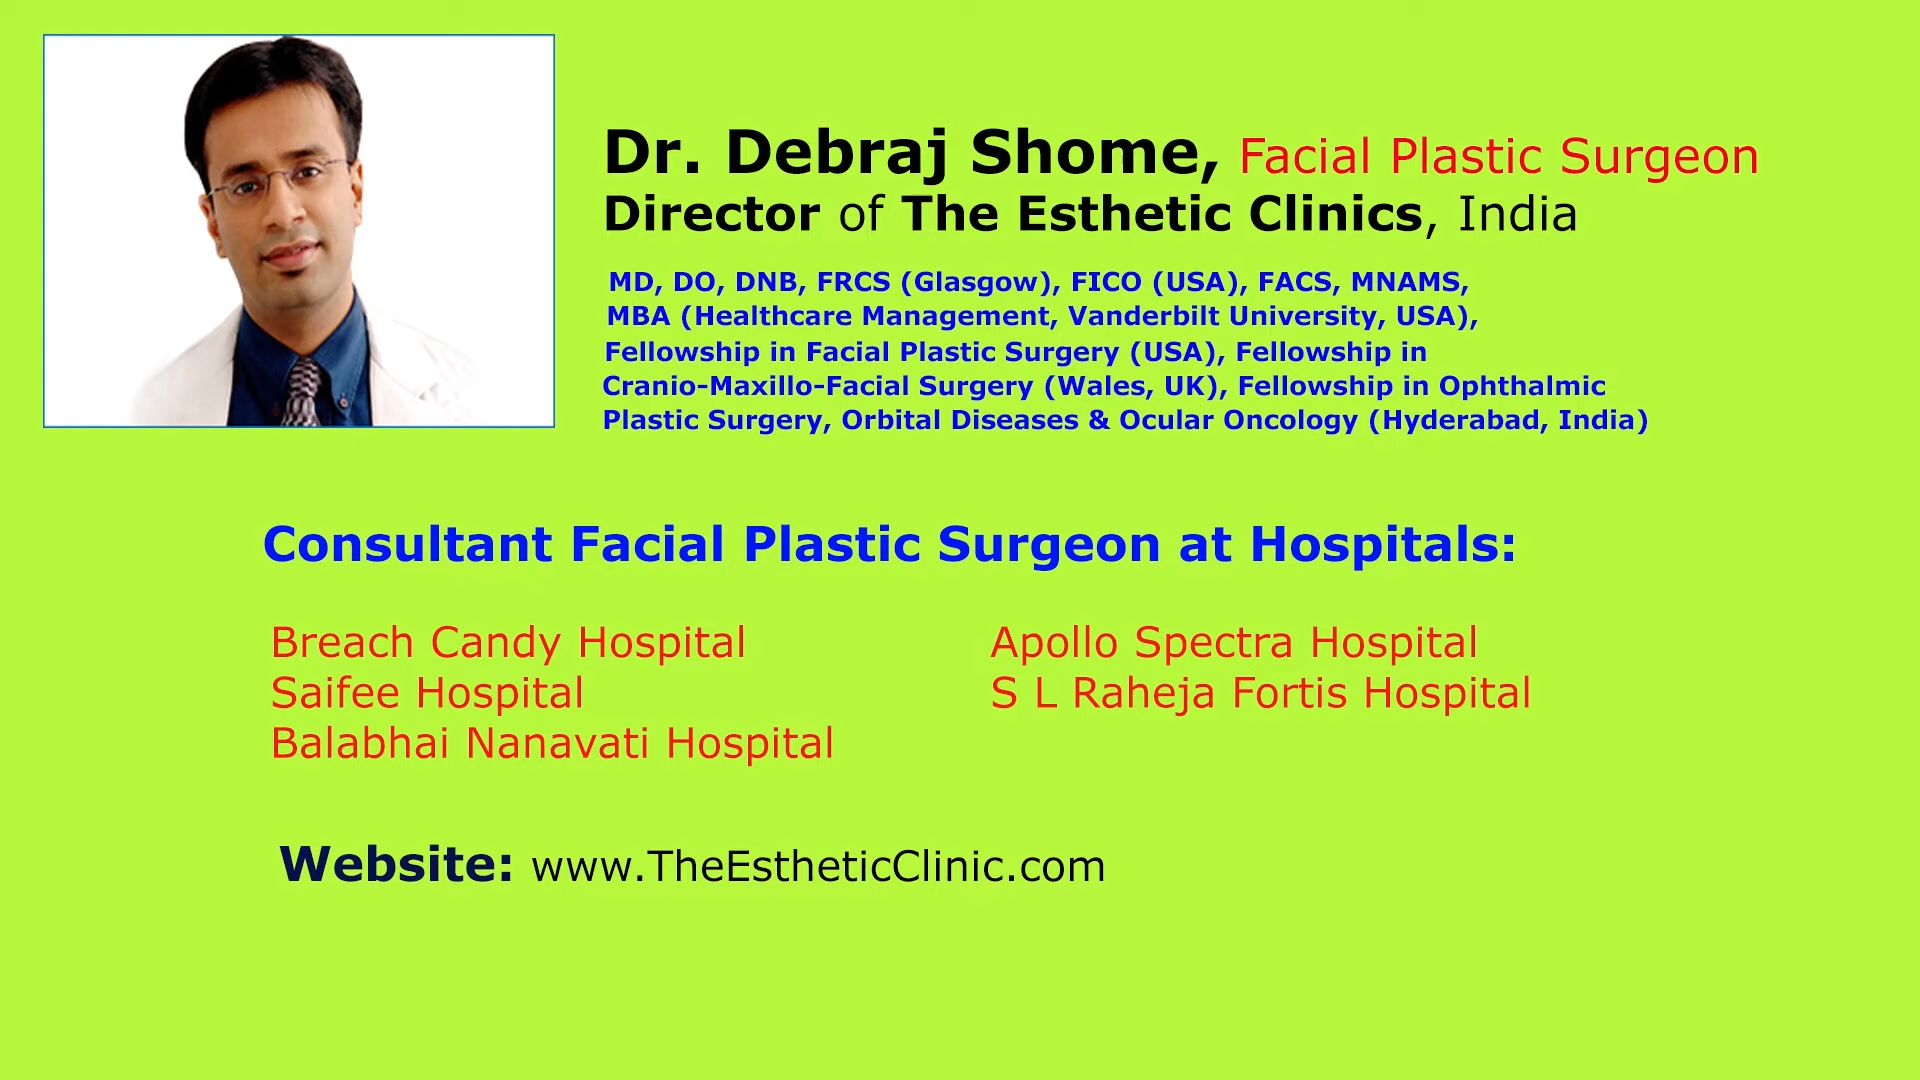 Dr. Debraj Shome, Facial Plastic Surgeon
Director of The Esthetic Clinics, India
MD, DO, DNB, FRCS (Glasgow), FICO (USA), FACS, MNAMS,
MBA (Healthcare Management, Vanderbilt University, USA),
Fellowship in Facial Plastic Surgery (USA), Fellowship in
Cranio-Maxillo-Facial Surgery (Wales, UK), Fellowship in Ophthalmic
Plastic Surgery, Orbital Diseases & Ocular Oncology (Hyderabad, India)
Consultant Facial Plastic Surgeon at Hospitals:
Breach Candy Hospital
Saifee Hospital
Balabhai Nanavati Hospital
Apollo Spectra Hospital
S L Raheja Fortis Hospital
Website: www.TheEstheticClinic.com